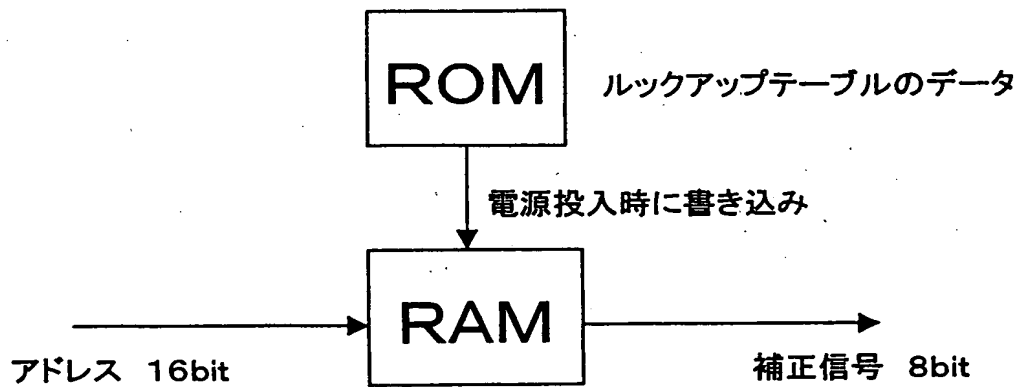 ROM
ルックアップテーブルのデータ
電源投入時に書き込み
RAM
アドレス 16bit
補正信号 8bit